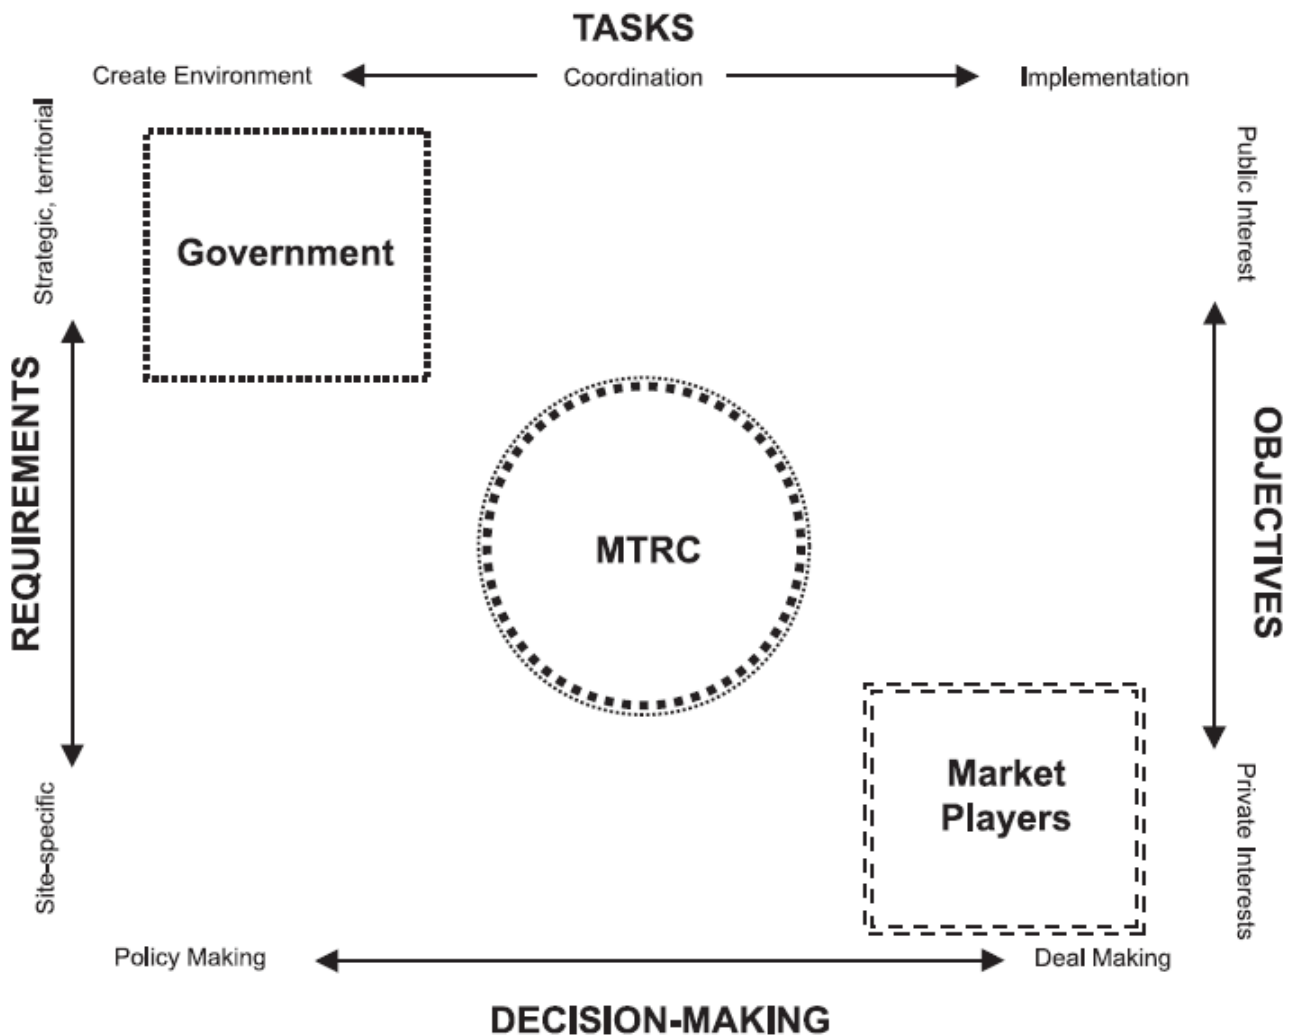 TASKS
Create Environment
Coordination
Implementation
Strategic, territorial
Public Interest
Government
REQUIREMENTS
OBJECTIVES
MTRC
Market
Players
Site-specific
Private Interests
Policy Making
Deal Making
DECISION-MAKING